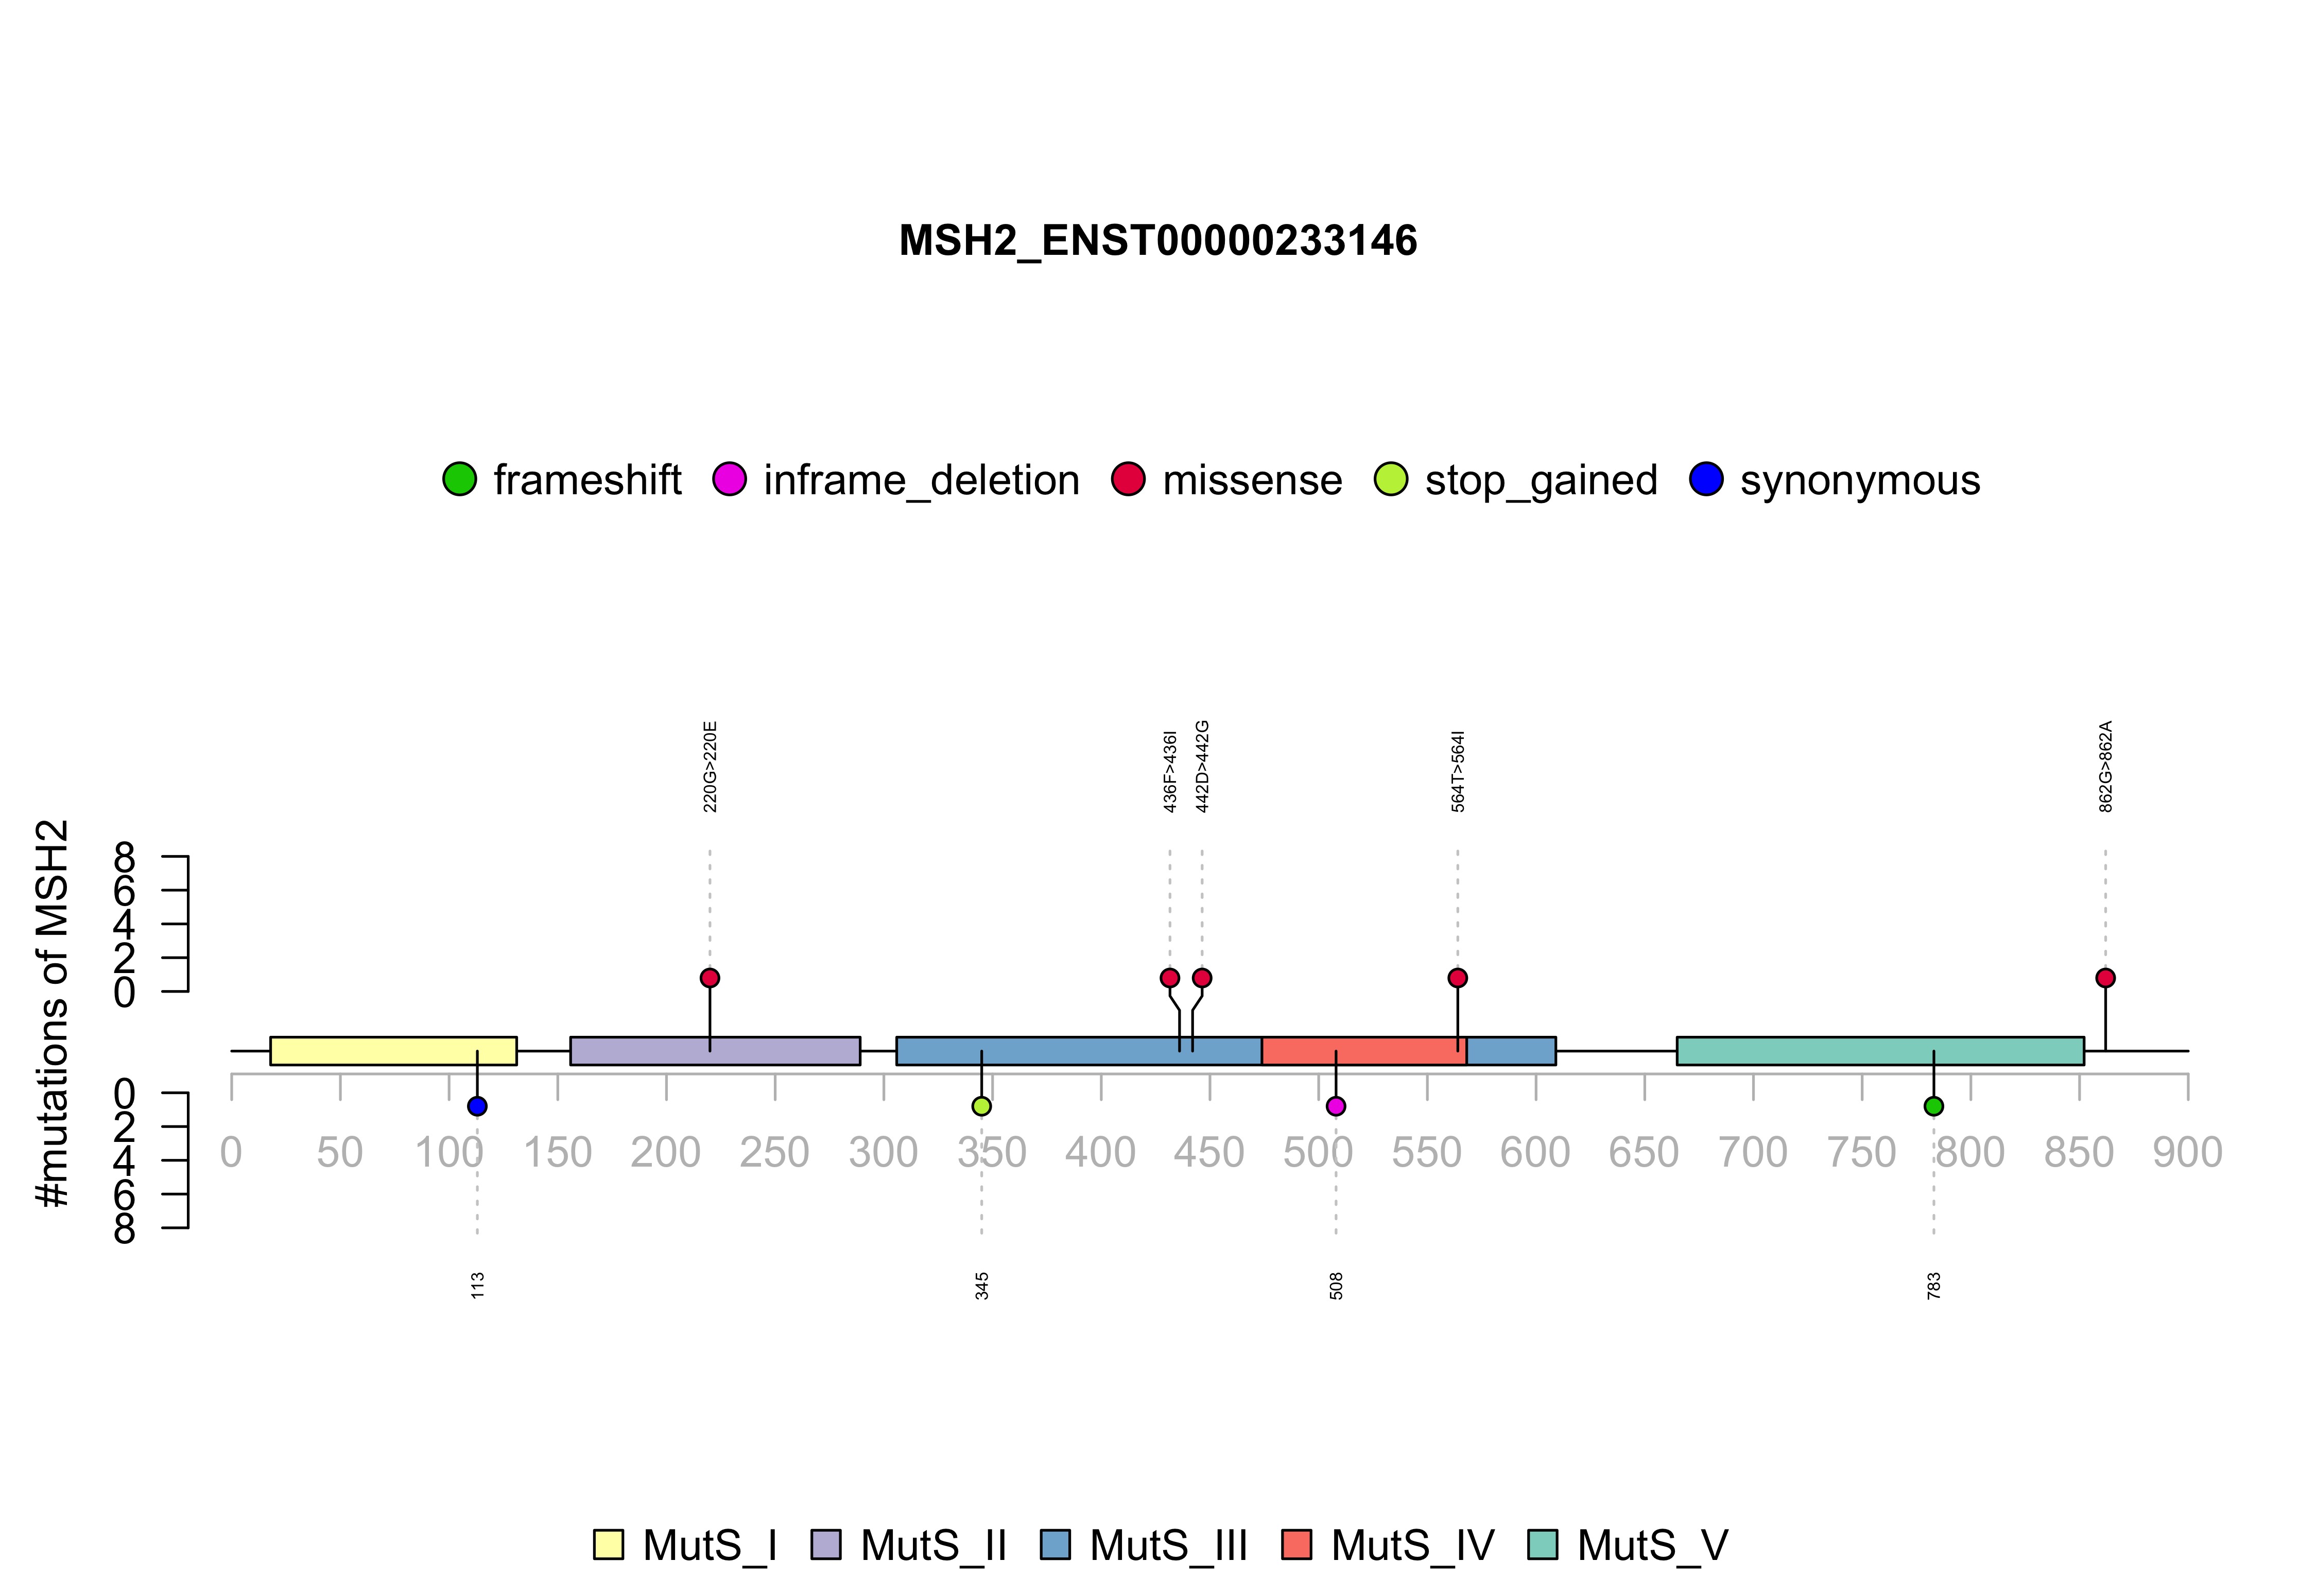 MSH2_ENST00000233146
frameshift inframe_deletion missense stop_gained synonymous
220G>220E
436F>436I
442D>442G
564T>564I
862G>862A
#mutations of MSH2
8
6
4
2
0
0
2
4
6
8
0 50 100 150 200 250 300 350 400 450 500 550 600 650 700 750 800 850 900
113
345
508
783
MutS_I MutS_II MutS_III MutS_IV MutS_V